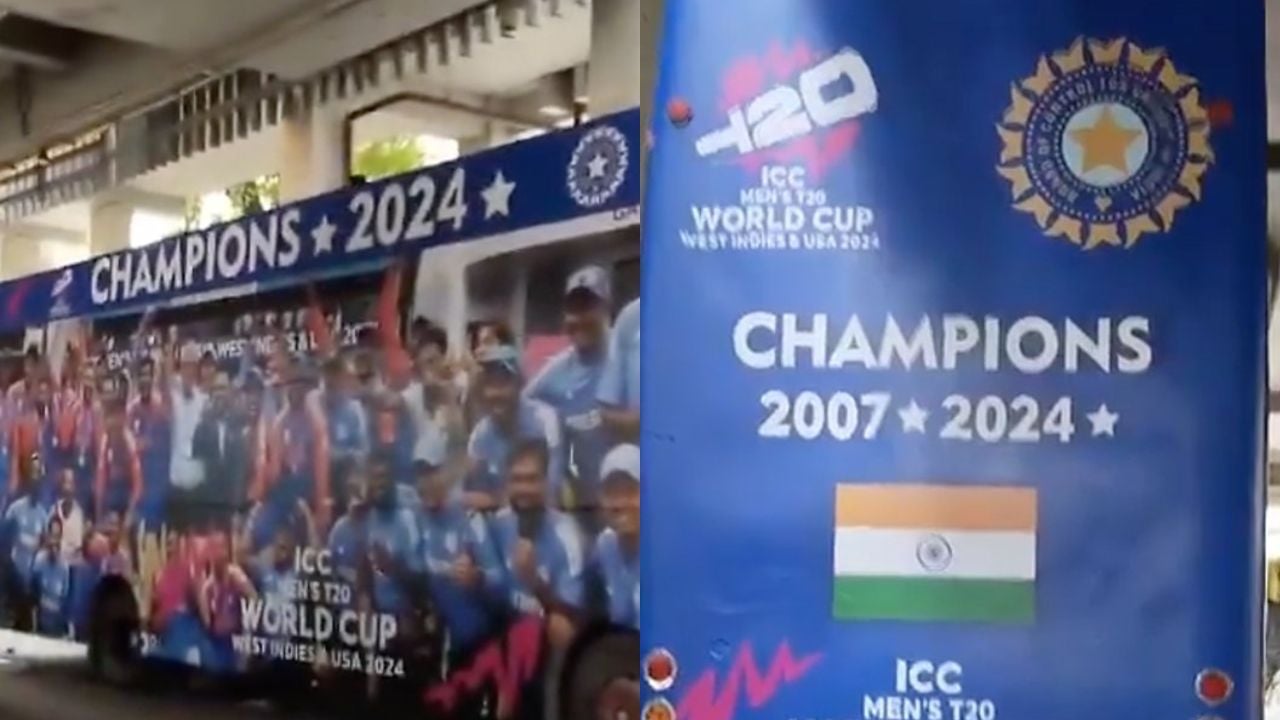 CHAMPIONS ★ 2024 ★
ICC
MEN'S T20
WORLD CUP
WEST INDIES & USA 2024
T20
ICC
MEN'S T20
WORLD CUP
WEST INDIES & USA 2024
CHAMPIONS
2007 ★ 2024 ★
ICC
MEN'S T20